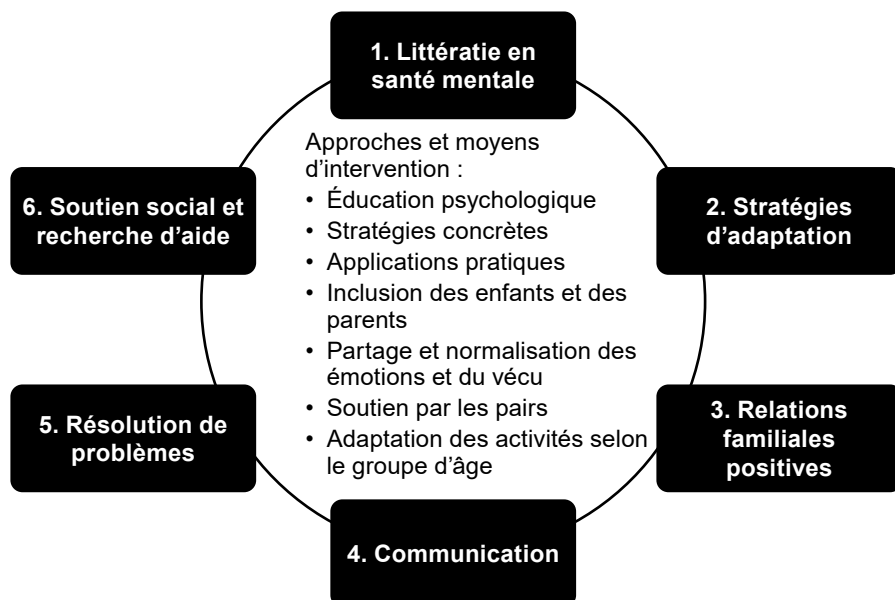 1. Littératie en
santé mentale
Approches et moyens
d’intervention :
• Éducation psychologique
• Stratégies concrètes
• Applications pratiques
• Inclusion des enfants et des
parents
• Partage et normalisation des
émotions et du vécu
• Soutien par les pairs
• Adaptation des activités selon
le groupe d’âge
2. Stratégies
d’adaptation
3. Relations
familiales
positives
4. Communication
5. Résolution de
problèmes
6. Soutien social et
recherche d’aide